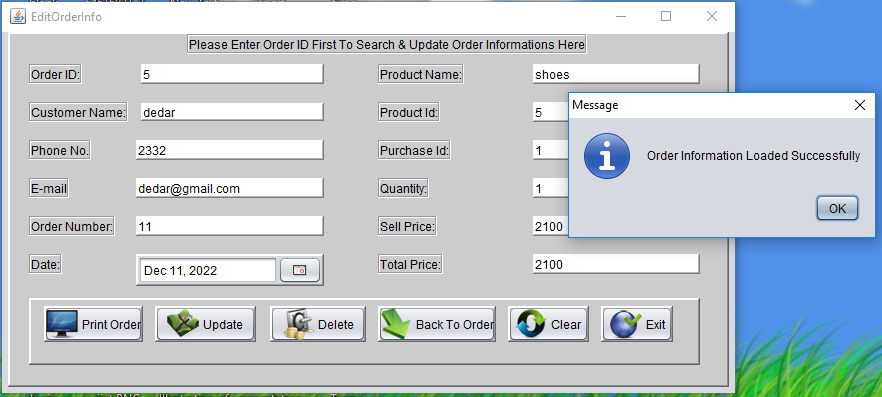 EditOrderInfo
Please Enter Order ID First To Search & Update Order Informations Here
Order ID: 5
Product Name: shoes
Customer Name: dedar
Product Id: 5
Phone No. 2332
Purchase Id: 1
E-mail dedar@gmail.com
Quantity: 1
Order Number: 11
Sell Price: 2100
Date: Dec 11, 2022
Total Price: 2100
Print Order Update Delete Back To Order Clear Exit
Message
Order Information Loaded Successfully
OK